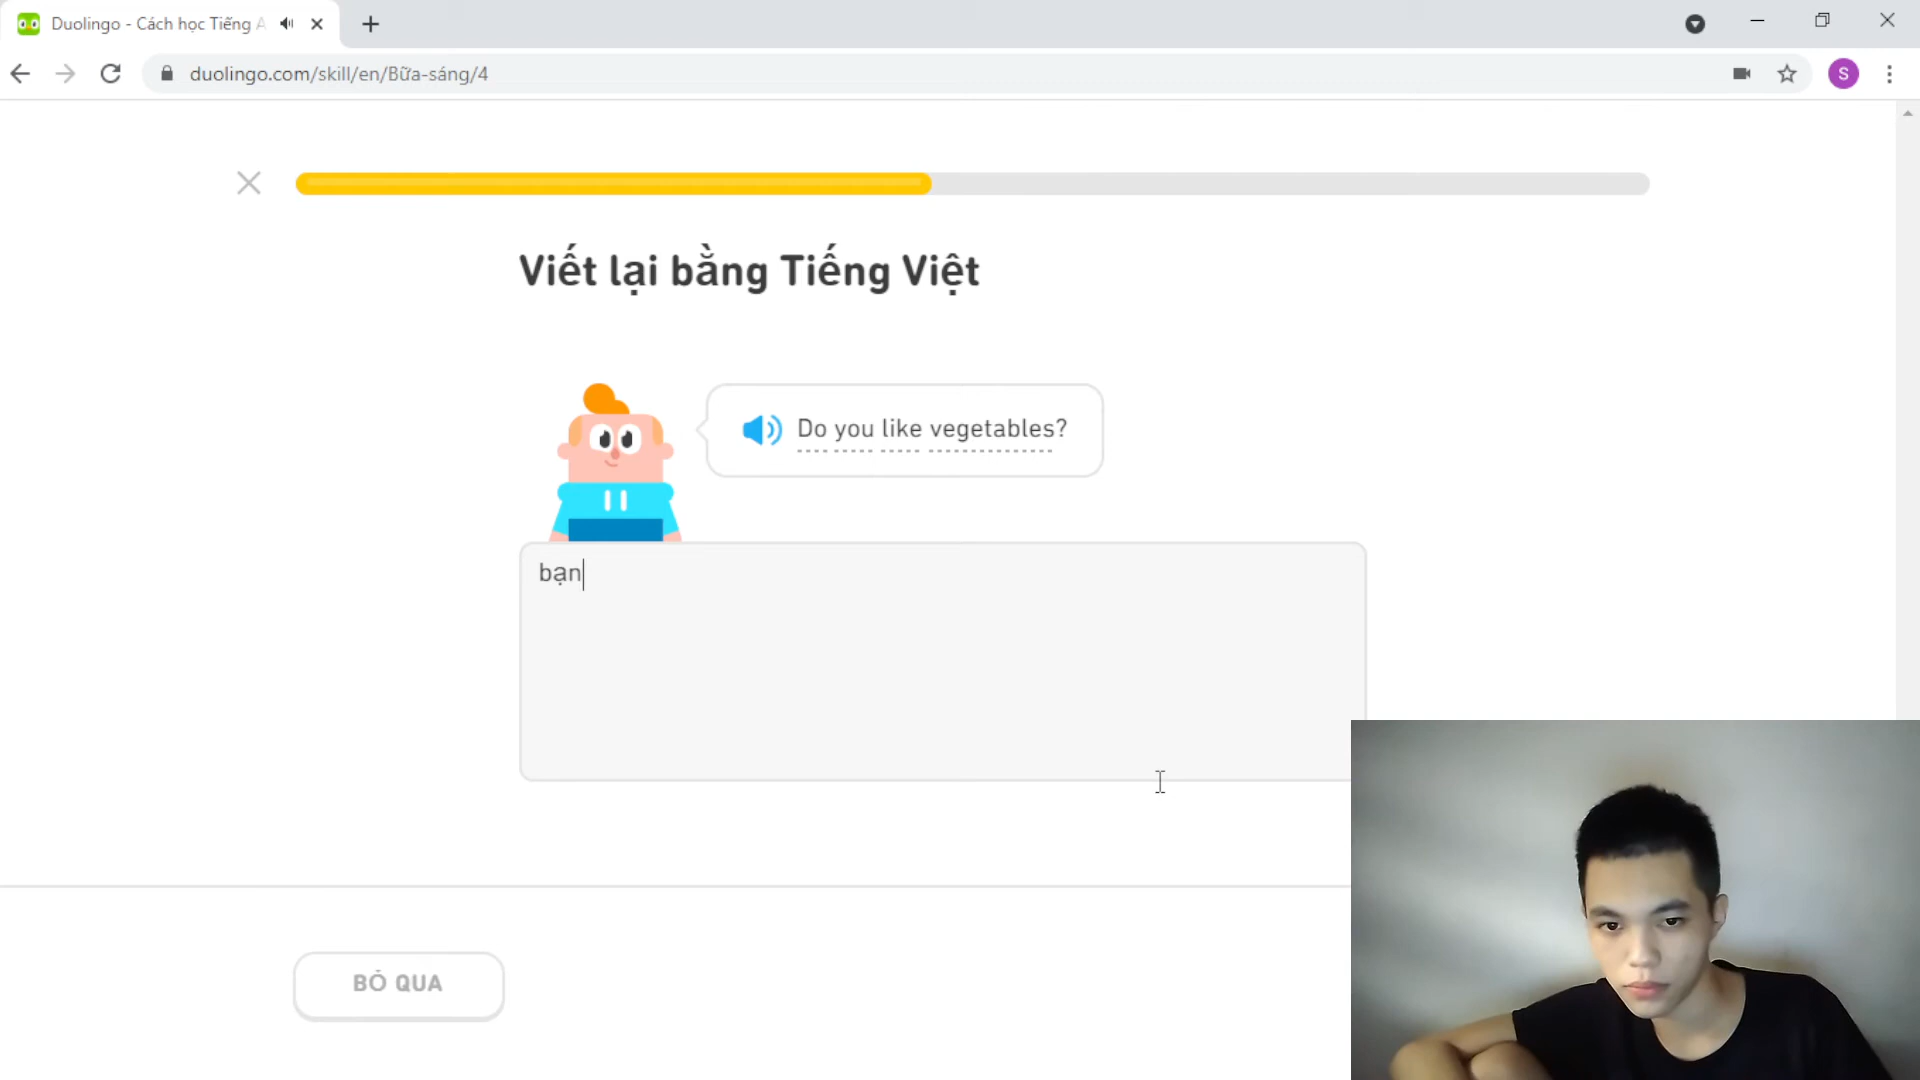 Duolingo - Cách học Tiếng A
duolingo.com/skill/en/Bữa-sáng/4
S
Viết lại bằng Tiếng Việt
Do you like vegetables?
bạn
BỎ QUA